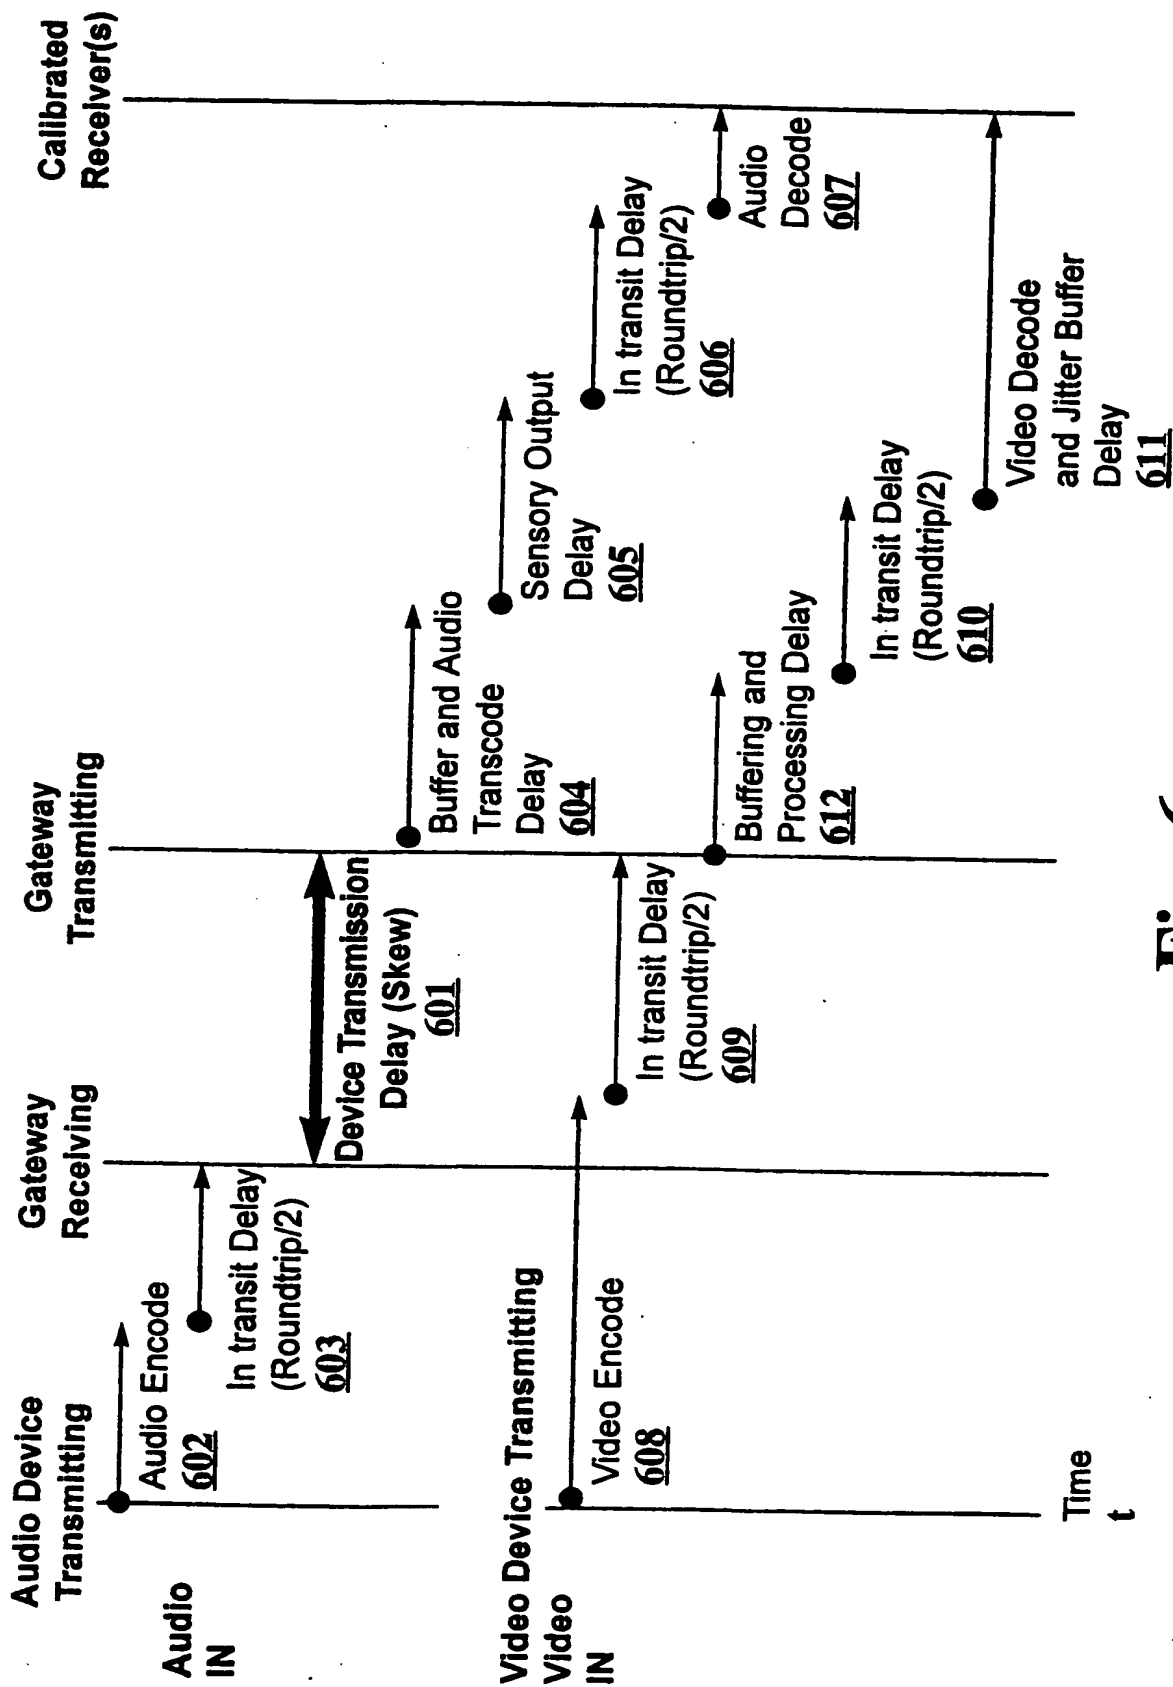 Audio Device
Transmitting
Gateway
Receiving
Gateway
Transmitting
Calibrated
Receiver(s)
Audio
IN
Audio Encode
602
In transit Delay
(Roundtrip/2)
603
Device Transmission
Delay (Skew)
601
Buffer and Audio
Transcode
Delay
604
Sensory Output
Delay
605
In transit Delay
(Roundtrip/2)
606
Audio
Decode
607
Video Device Transmitting
Video
IN
Video Encode
608
In transit Delay
(Roundtrip/2)
609
Buffering and
Processing Delay
612
In transit Delay
(Roundtrip/2)
610
Video Decode
and Jitter Buffer
Delay
611
Time
t